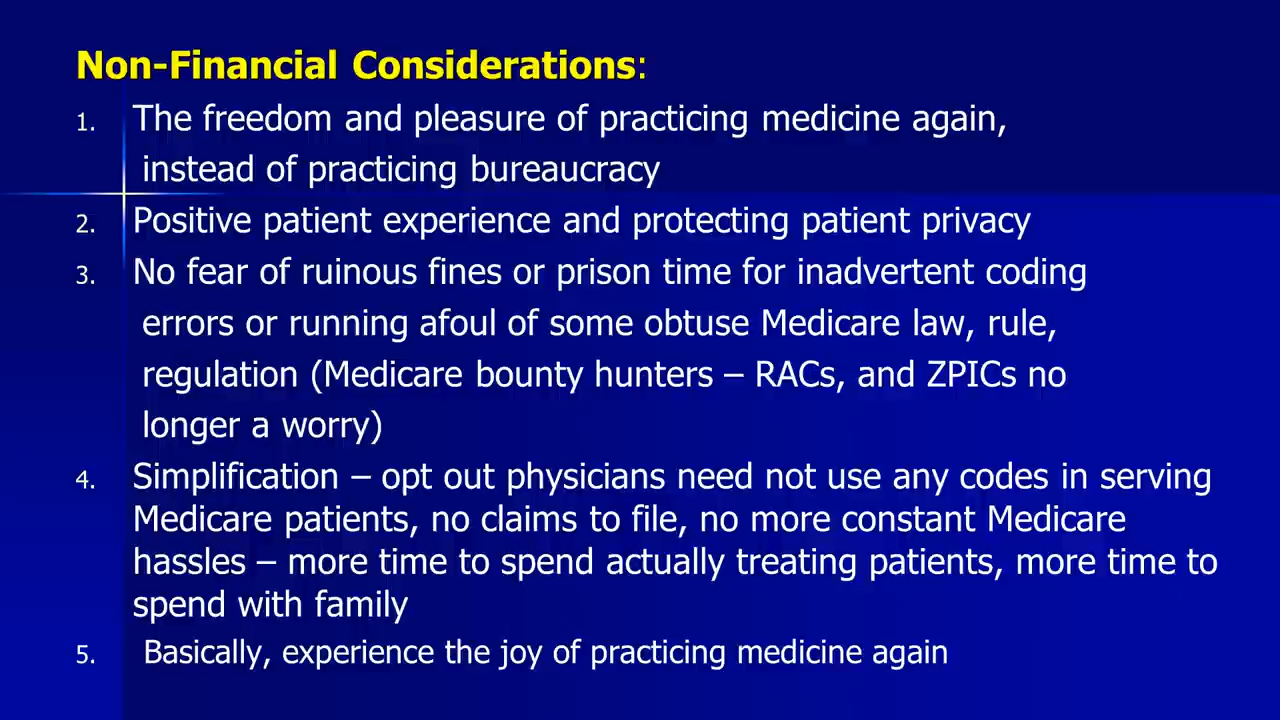 Non-Financial Considerations:
1. The freedom and pleasure of practicing medicine again,
instead of practicing bureaucracy
2. Positive patient experience and protecting patient privacy
3. No fear of ruinous fines or prison time for inadvertent coding
errors or running afoul of some obtuse Medicare law, rule,
regulation (Medicare bounty hunters – RACs, and ZPICs no
longer a worry)
4. Simplification – opt out physicians need not use any codes in serving
Medicare patients, no claims to file, no more constant Medicare
hassles – more time to spend actually treating patients, more time to
spend with family
5. Basically, experience the joy of practicing medicine again